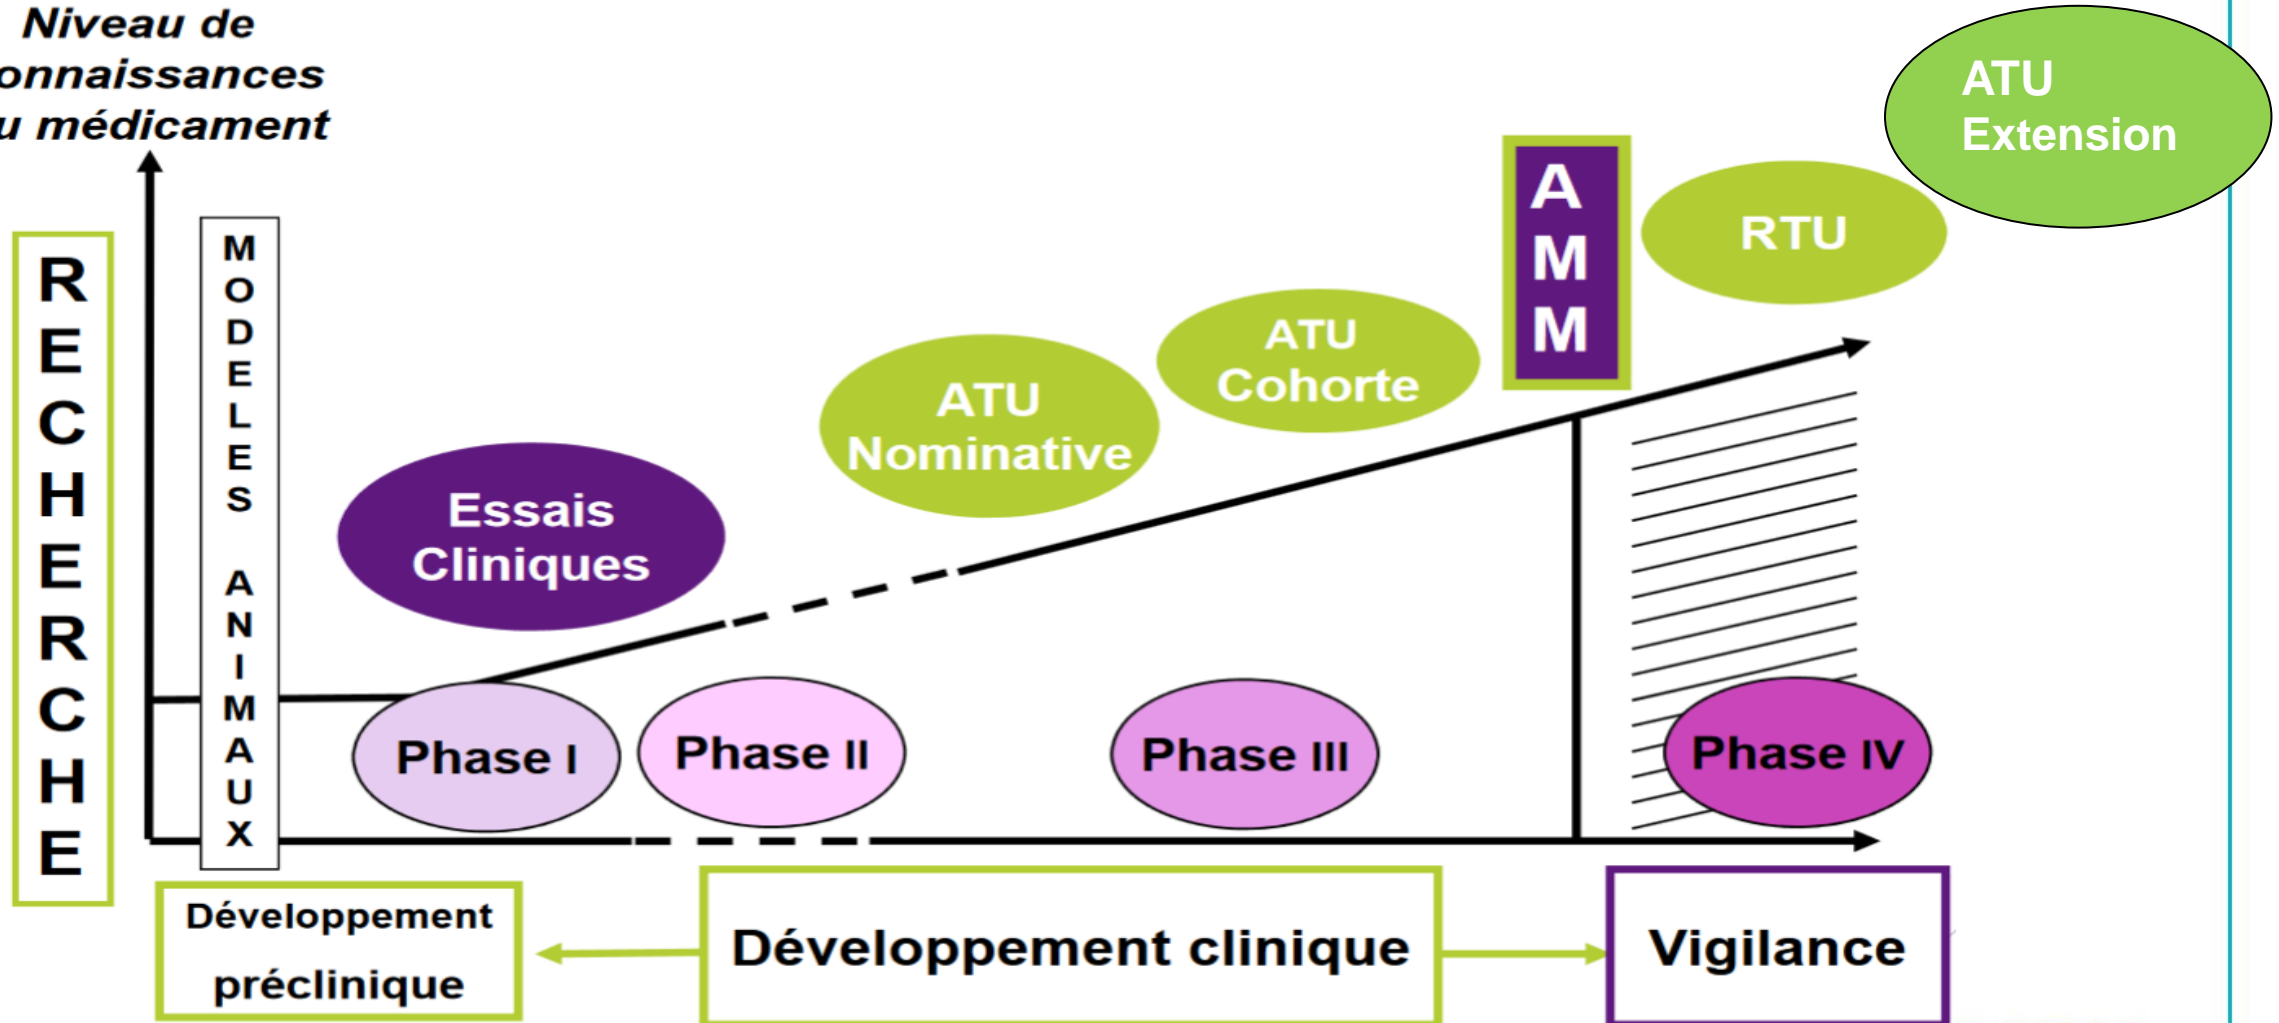 Niveau de
onnaissances
u médicament
ATU
Extension
AMM
RTU
RECHERCHE
MODELES ANIMAUX
ATU
Cohorte
ATU
Nominative
Essais
Cliniques
Phase I
Phase II
Phase III
Phase IV
Développement
préclinique
Développement clinique
Vigilance